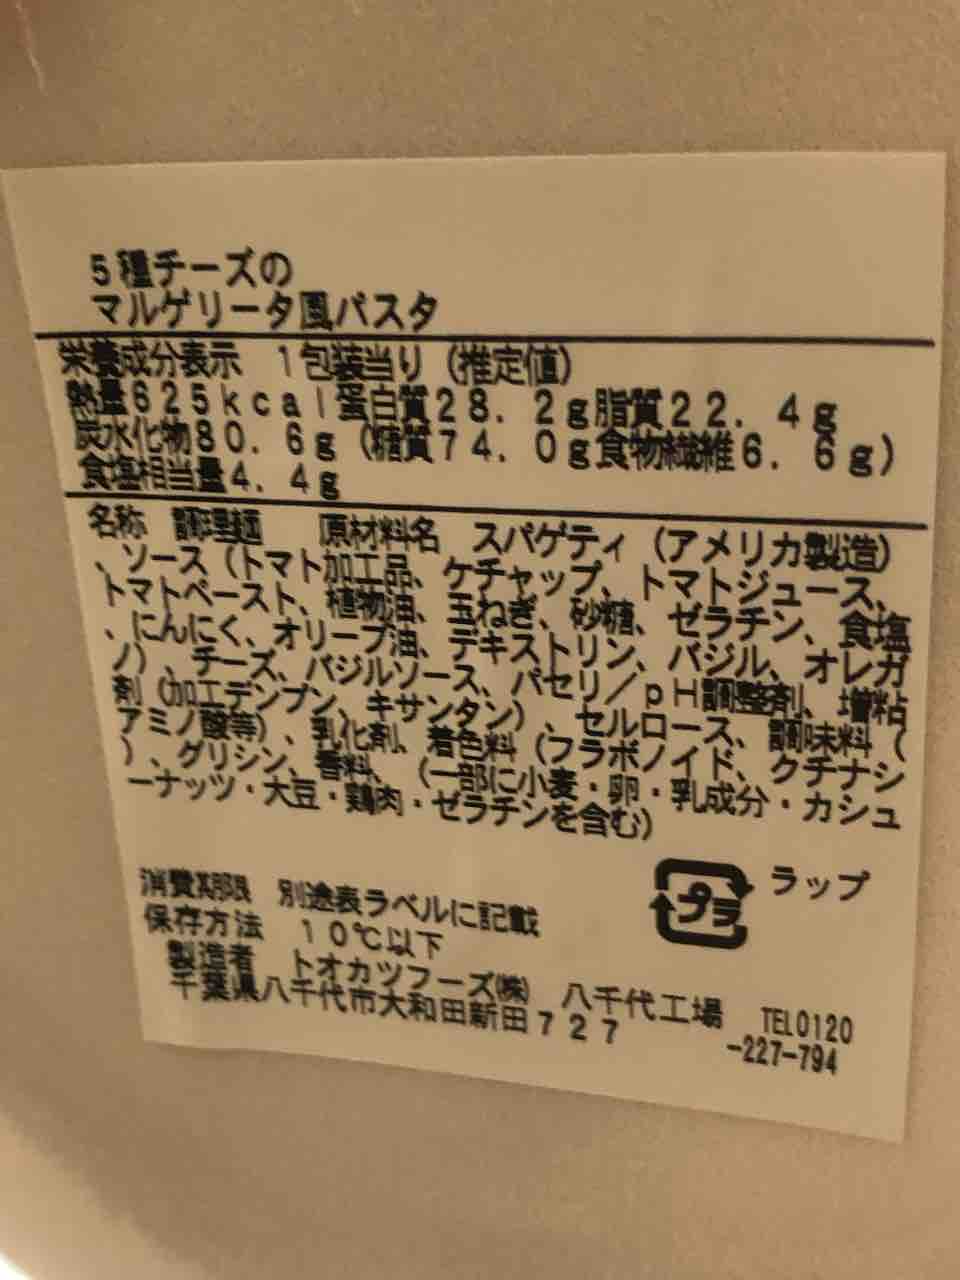 5種チーズの
マルゲリータ風パスタ
栄養成分表示　1包装当り（推定値）
熱量625kcal蛋白質28.2g脂質22.4g
炭水化物80.6g（糖質74.0g食物繊維6.6g）
食塩相当量4.4g
名称　調理麺　　原材料名　スパゲティ（アメリカ製造）
、ソース（トマト加工品、ケチャップ、トマトジュース、
トマトペースト、植物油、玉ねぎ、砂糖、ゼラチン、食塩
、にんにく、オリーブ油、デキストリン、バジル、オレガ
ノ）、チーズ、バジルソース、パセリ／pH調整剤、増粘
剤（加工デンプン、キサンタン）、セルロース、調味料（
アミノ酸等）、乳化剤、着色料（フラボノイド、クチナシ
）、グリシン、香料、（一部に小麦・卵・乳成分・カシュ
ーナッツ・大豆・鶏肉・ゼラチンを含む）
消費期限　別途表ラベルに記載
保存方法　10℃以下
プラ ラップ
製造者　トオカツフーズ㈱　八千代工場
千葉県八千代市大和田新田727
TEL0120
-227-794